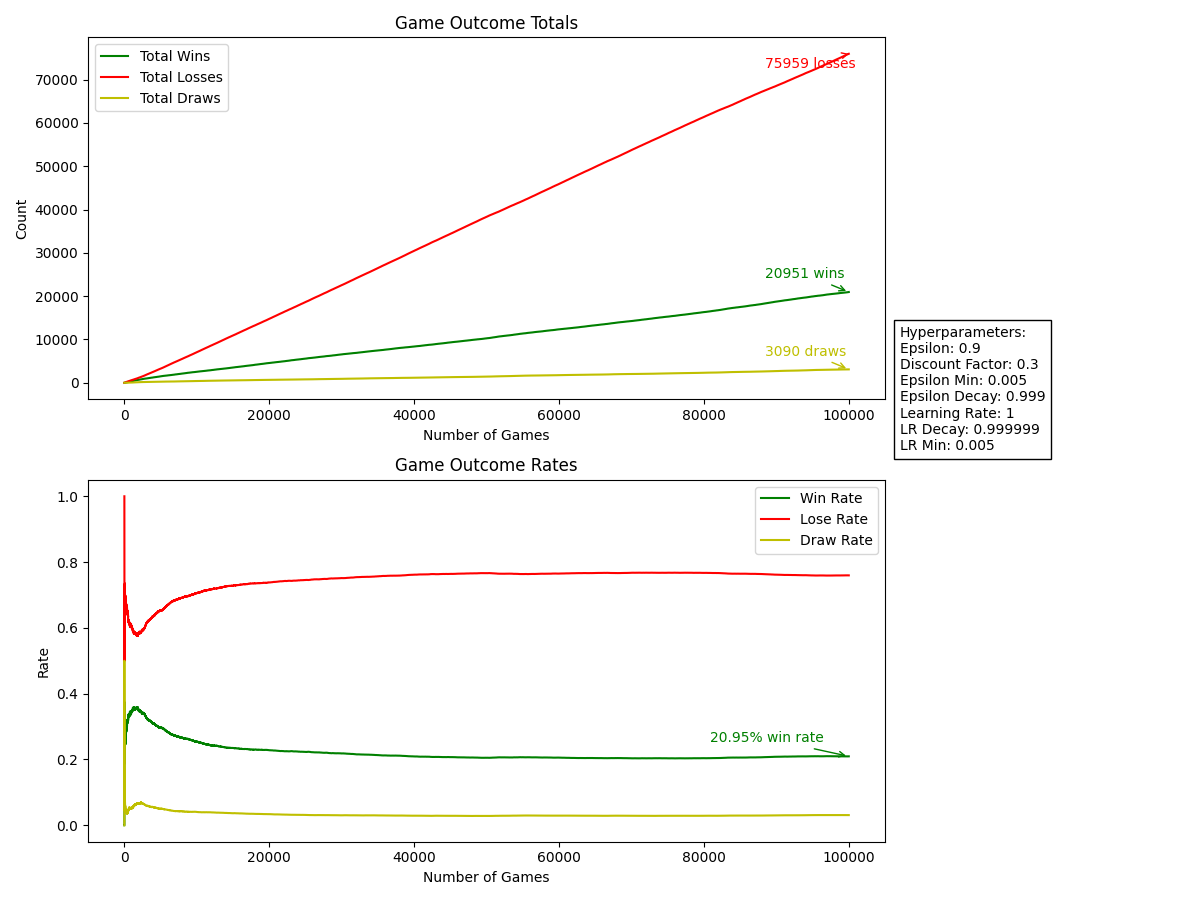 Game Outcome Totals
Total Wins
Total Losses
Total Draws
75959 losses
20951 wins
3090 draws
70000
60000
50000
40000
30000
20000
10000
0
Count
0 20000 40000 60000 80000 100000
Number of Games
Hyperparameters:
Epsilon: 0.9
Discount Factor: 0.3
Epsilon Min: 0.005
Epsilon Decay: 0.999
Learning Rate: 1
LR Decay: 0.999999
LR Min: 0.005
Game Outcome Rates
Win Rate
Lose Rate
Draw Rate
20.95% win rate
1.0
0.8
0.6
0.4
0.2
0.0
Rate
0 20000 40000 60000 80000 100000
Number of Games